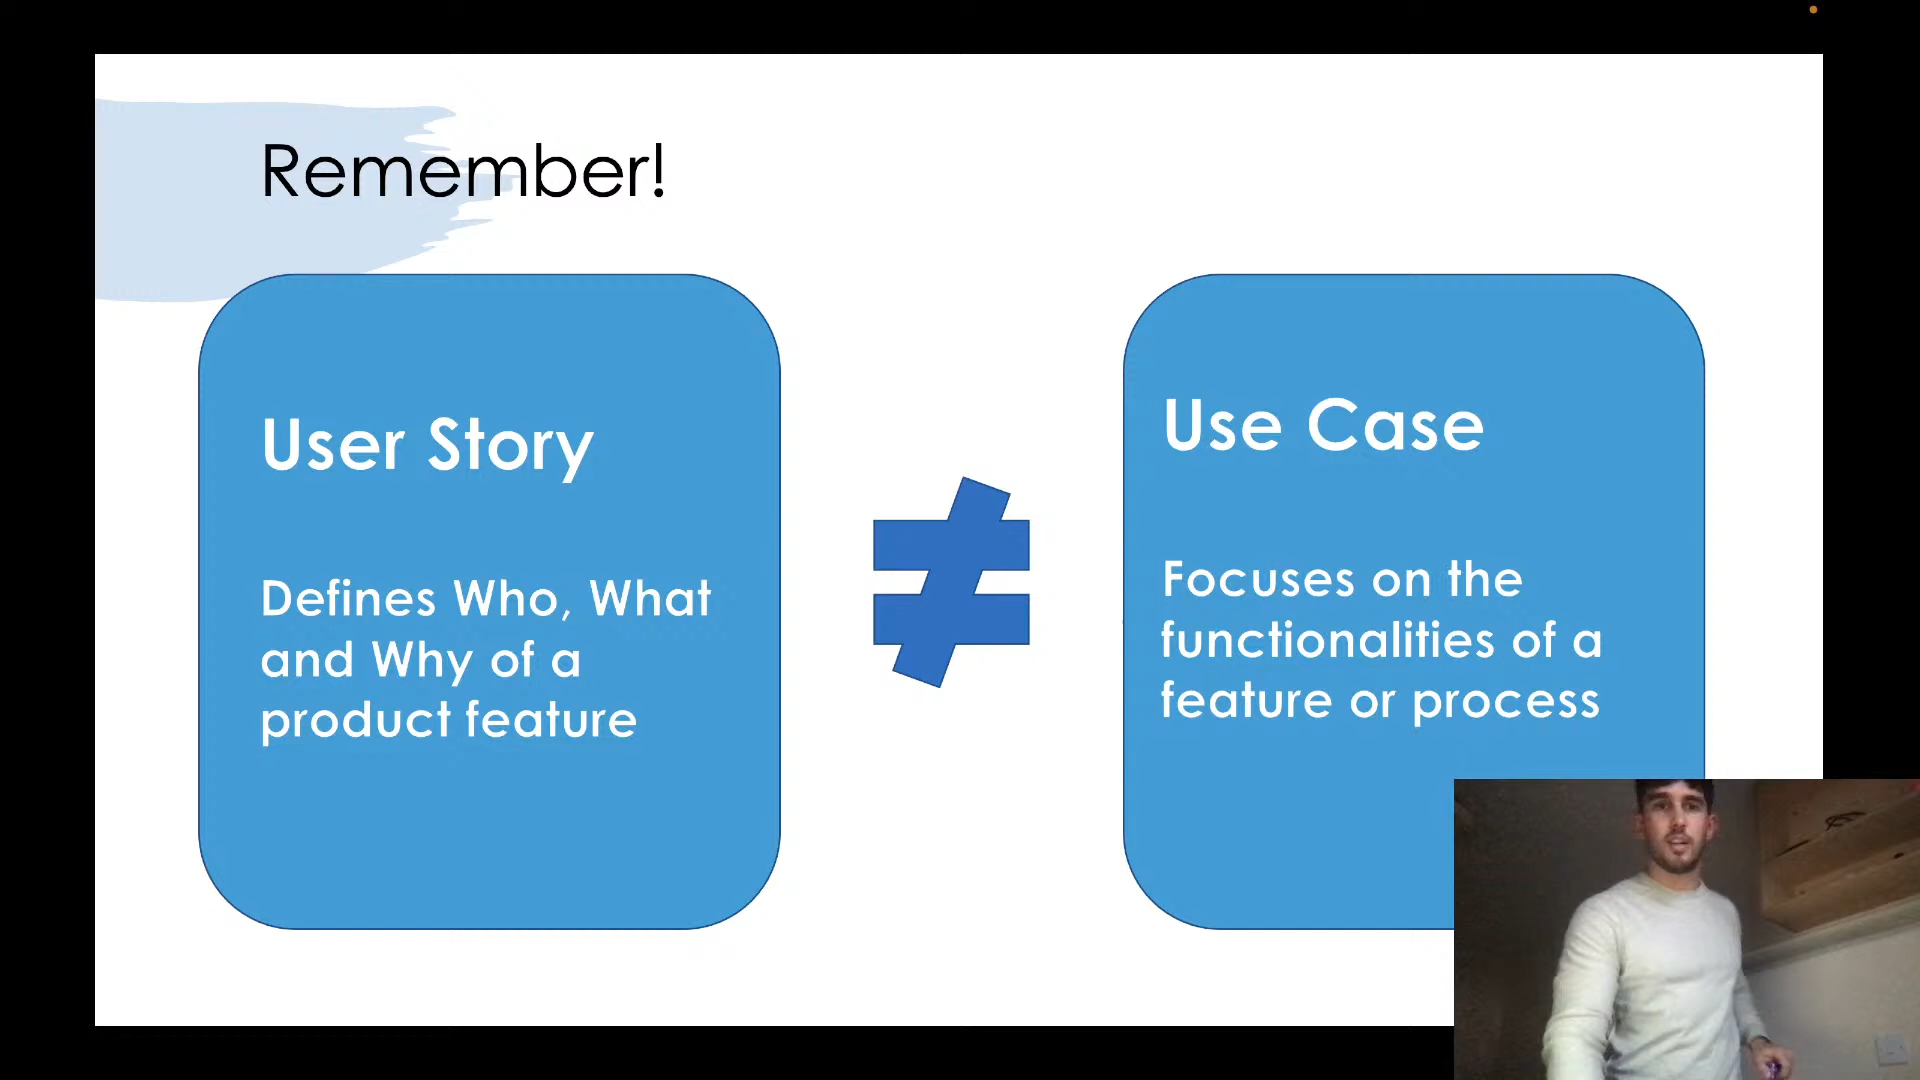 Remember!
User Story
Defines Who, What
and Why of a
product feature
≠
Use Case
Focuses on the
functionalities of a
feature or process